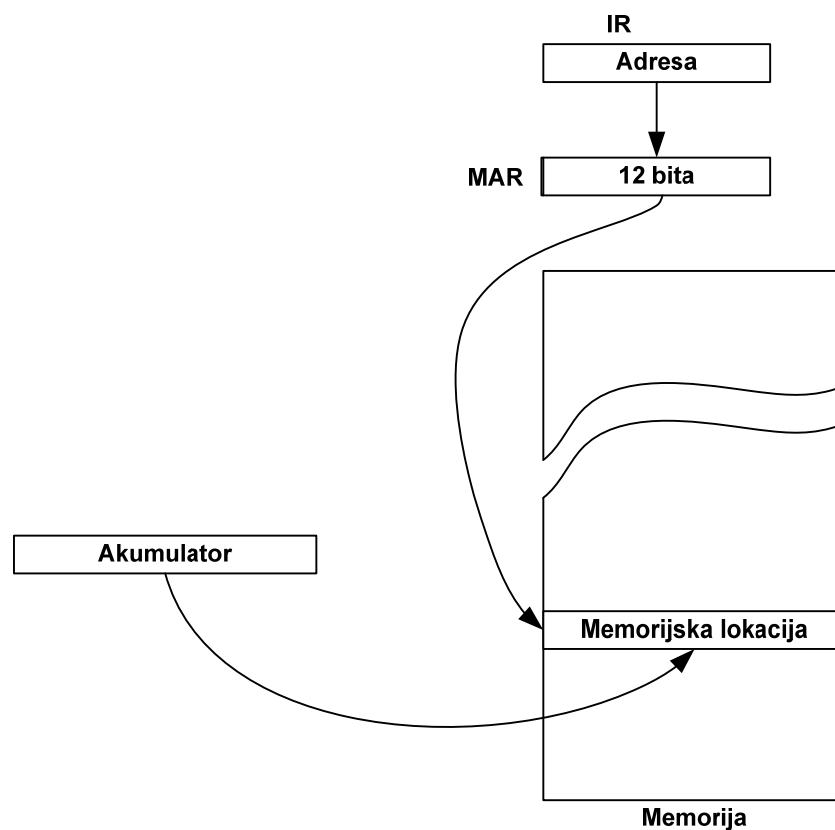 IR
Adresa
MAR
12 bita
Akumulator
Memorijska lokacija
Memorija